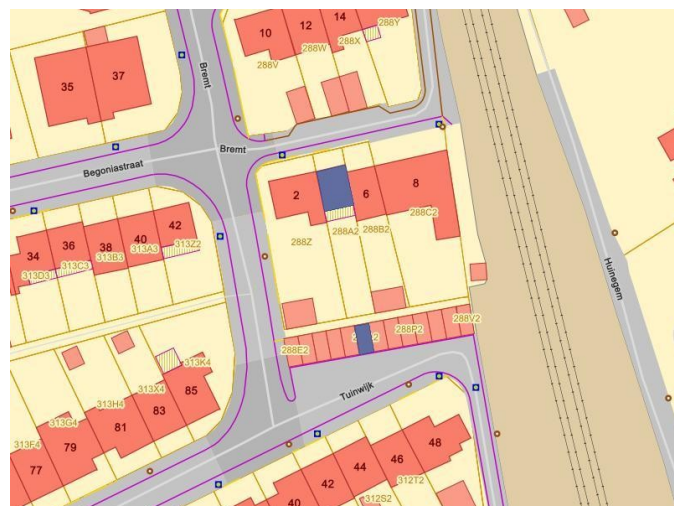 10
12
14
288Y
288X
288W
288V
35
37
Bremt
Bremt
Begoniastraat
2
6
8
288C2
288A2
288B2
288Z
42
40
38
36
34
313Z2
313A3
313B3
313C3
313D3
Huinegem
288V2
288P2
288E2
313K4
313X4
313H4
313G4
313F4
85
83
81
79
77
Tuinwijk
48
46
44
42
40
312T2
312S2